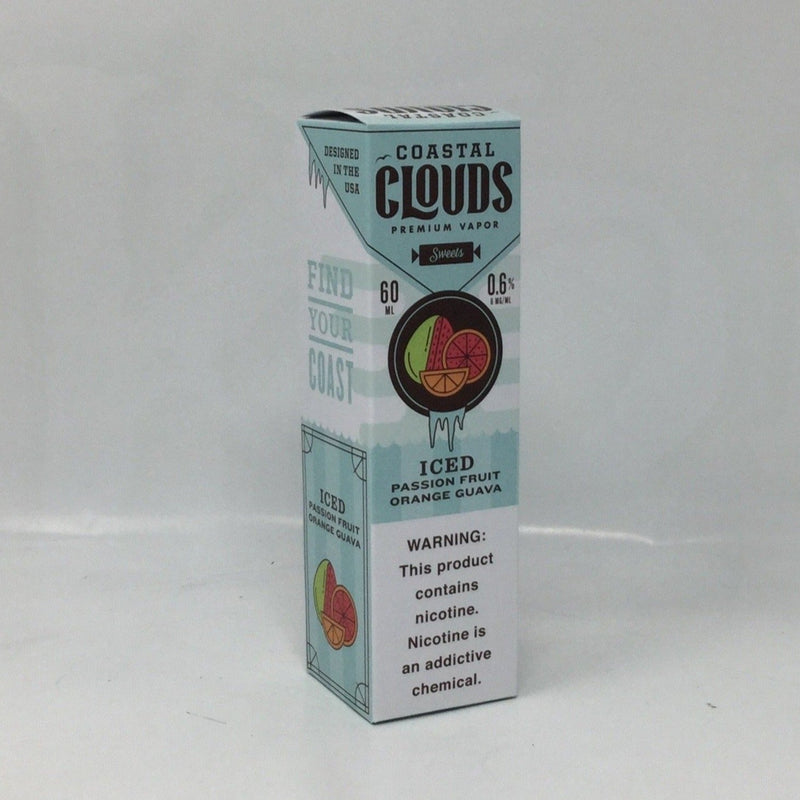 COASTAL
CLOUDS
DESIGNED
IN THE
USA
COASTAL
CLOUDS
PREMIUM VAPOR
Sweets
FIND
YOUR
COAST
60
ML
0.6%
6 MG/ML
ICED
PASSION FRUIT
ORANGE GUAVA
ICED
PASSION FRUIT
ORANGE GUAVA
WARNING:
This product
contains
nicotine.
Nicotine is
an addictive
chemical.